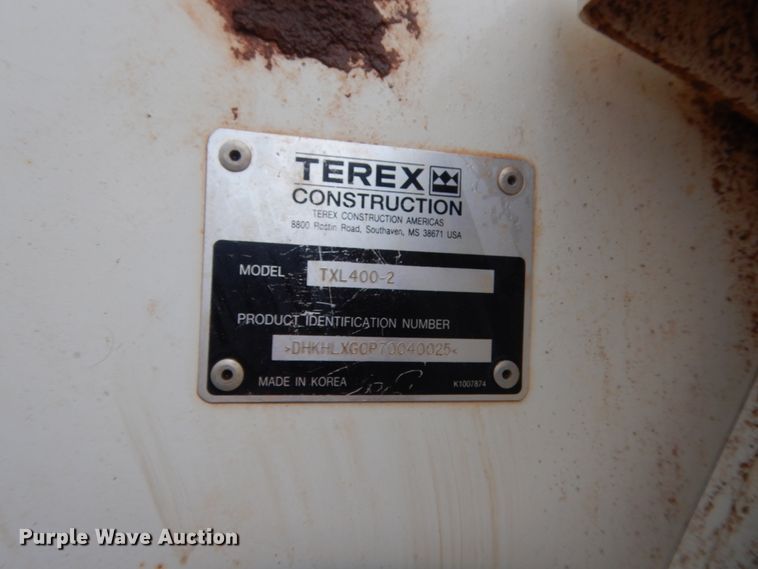 TEREX
CONSTRUCTION
TEREX CONSTRUCTION AMERICAS
8800 Rostin Road, Southaven, MS 38671 USA
MODEL TXL400-2
PRODUCT IDENTIFICATION NUMBER
>DHKHLXG0P70040025<
MADE IN KOREA K1007874
Purple Wave Auction